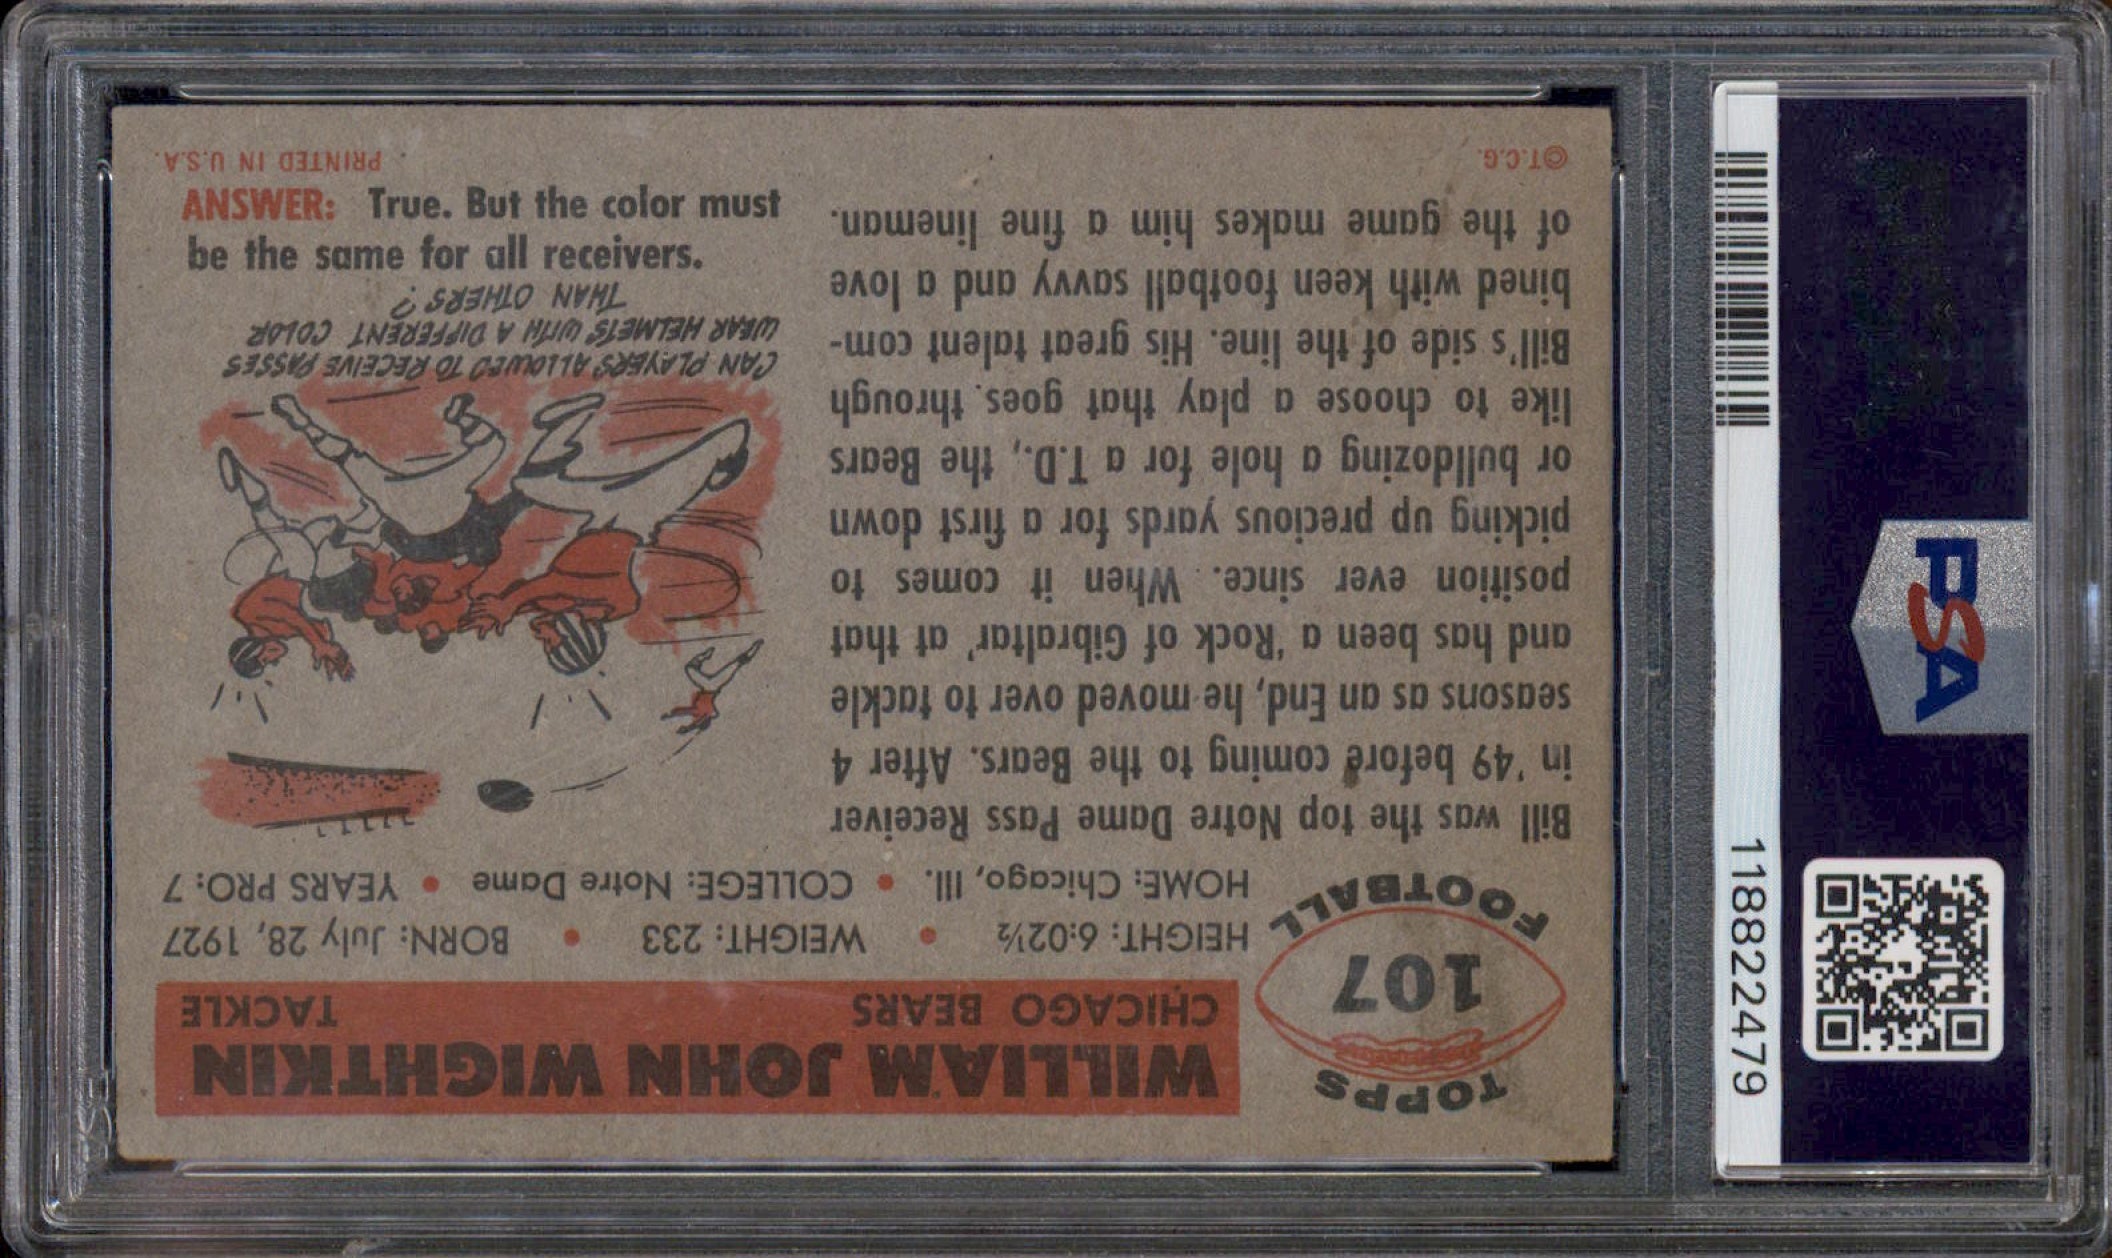 TOPPS
107
FOOTBALL
WILLIAM JOHN WIGHTKIN
CHICAGO BEARS TACKLE
HEIGHT: 6:02½ • WEIGHT: 233 • BORN: July 28, 1927
HOME: Chicago, Ill. • COLLEGE: Notre Dame • YEARS PRO: 7
Bill was the top Notre Dame Pass Receiver
in '49 before coming to the Bears. After 4
seasons as an End, he moved over to tackle
and has been a 'Rock of Gibraltar' at that
position ever since. When it comes to
picking up precious yards for a first down
or bulldozing a hole for a T.D., the Bears
like to choose a play that goes through
Bill's side of the line. His great talent com-
bined with keen football savvy and a love
of the game makes him a fine lineman.
©T.C.G.
CAN PLAYERS ALLOWED TO RECEIVE PASSES
WEAR HELMETS WITH A DIFFERENT COLOR
THAN OTHERS?
ANSWER: True. But the color must
be the same for all receivers.
PRINTED IN U.S.A.
PSA
118822479